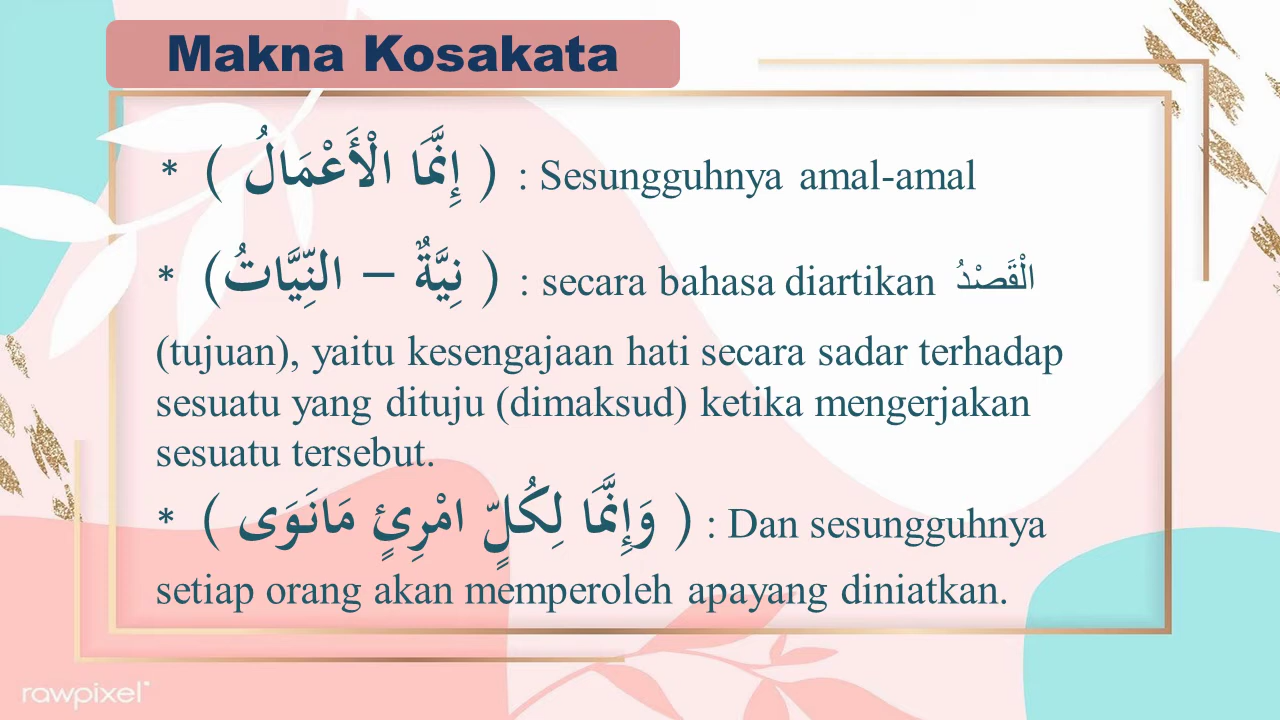 Makna Kosakata
* ( إِنَّمَا الْأَعْمَالُ ) : Sesungguhnya amal-amal
* ( نِيَّةٌ – النِّيَّاتُ) : secara bahasa diartikan الْقَصْدُ
(tujuan), yaitu kesengajaan hati secara sadar terhadap
sesuatu yang dituju (dimaksud) ketika mengerjakan
sesuatu tersebut.
* ( وَإِنَّمَا لِكُلٍّ امْرِئٍ مَانَوَى ) : Dan sesungguhnya
setiap orang akan memperoleh apayang diniatkan.
rawpixel